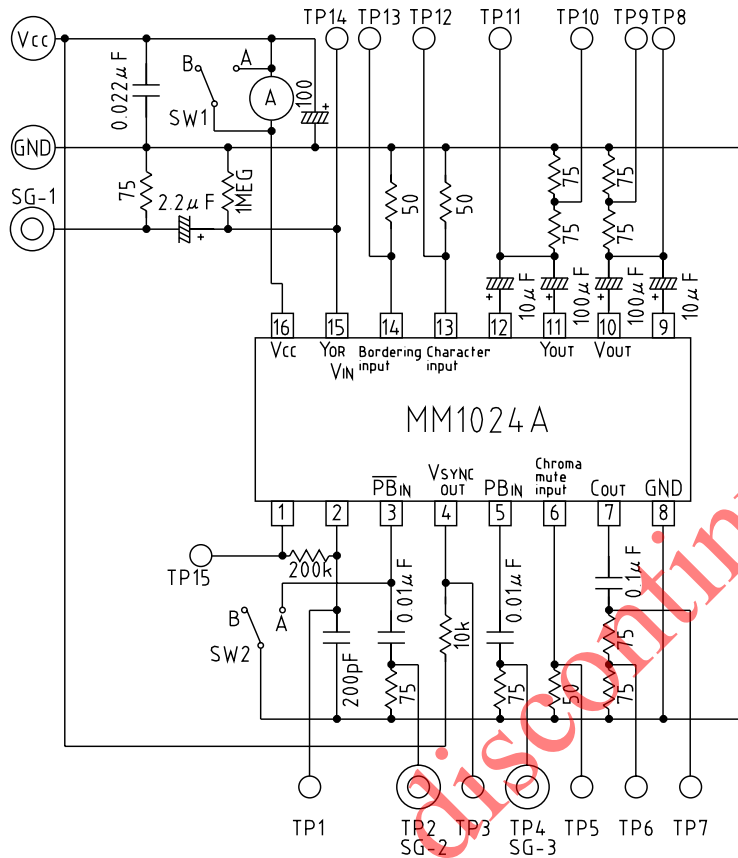 TP14 TP13 TP12 TP11 TP10 TP9 TP8
Vcc
0.022μF
B
A
SW1
A
100
+
GND
SG-1
75
2.2μF
+
1MEG
50
50
75
75
75
75
+
10μF
+
100μF
+
100μF
+
10μF
16 15 14 13 12 11 10 9
Vcc
YOR
VIN
Bordering
input
Character
input
YOUT
VOUT
MM1024A
PBIN
VSYNC
OUT
PBIN
Chroma
mute
input
COUT
GND
1 2 3 4 5 6 7 8
TP15
200k
0.01μF
0.01μF
0.1μF
B
A
SW2
200pF
75
10k
75
50
75
75
TP1
TP2
SG-2
TP3
TP4
SG-3
TP5
TP6
TP7